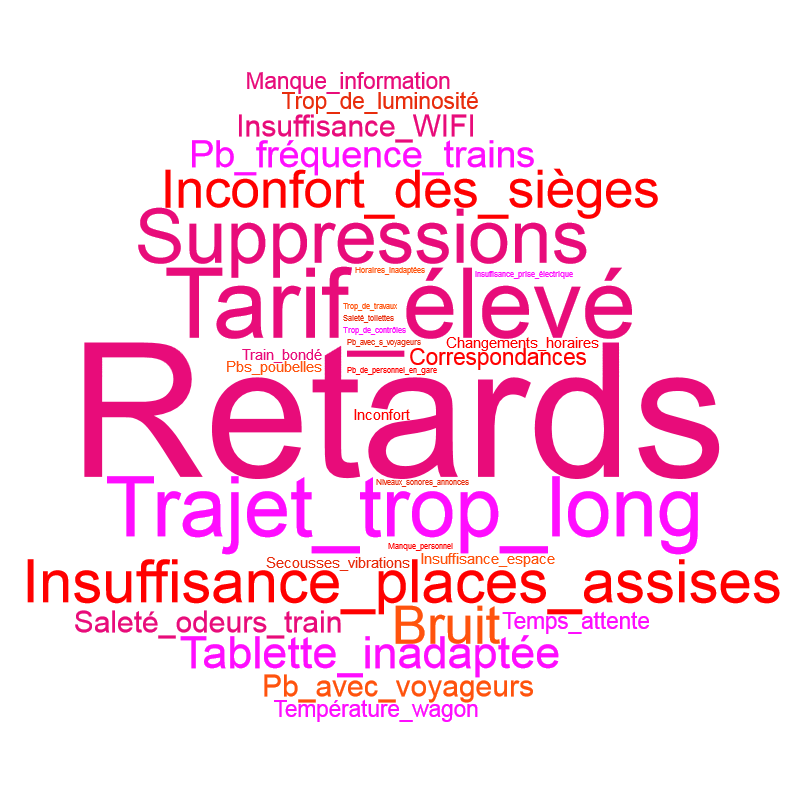 Manque_information
Trop_de_luminosité
Insuffisance_WIFI
Pb_fréquence_trains
Inconfort_des_sièges
Suppressions
Horaires_inadaptées
Insuffisance_prise_électrique
Tarif_élevé
Trop_de_travaux
Saleté_toilettes
Trop_de_contrôles
Pb_avec_s_voyageurs
Changements_horaires
Train_bondé
Correspondances
Pbs_poubelles
Pb_de_personnel_en_gare
Retards
Inconfort
Niveaux_sonores_annonces
Trajet_trop_long
Manque_personnel
Secousses_vibrations
Insuffisance_espace
Insuffisance_places_assises
Saleté_odeurs_train
Bruit
Temps_attente
Tablette_inadaptée
Pb_avec_voyageurs
Température_wagon